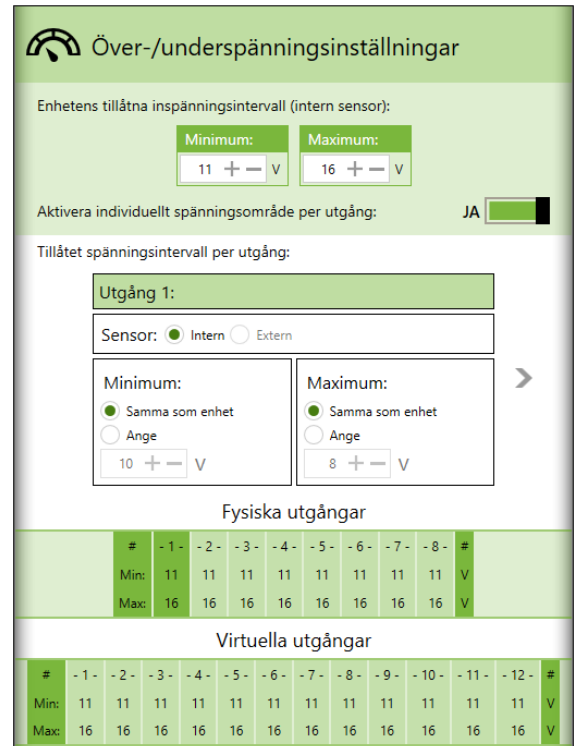 Över-/underspänningsinställningar
Enhetens tillåtna inspänningsintervall (intern sensor):
Minimum: Maximum:
11 + − V 16 + − V
Aktivera individuellt spänningsområde per utgång: JA
Tillåtet spänningsintervall per utgång:
Utgång 1:
Sensor: Intern Extern
Minimum: Maximum:
Samma som enhet Samma som enhet
Ange Ange
10 + − V 8 + − V
Fysiska utgångar
# - 1 - - 2 - - 3 - - 4 - - 5 - - 6 - - 7 - - 8 - #
Min: 11 11 11 11 11 11 11 11 V
Max: 16 16 16 16 16 16 16 16 V
Virtuella utgångar
# - 1 - - 2 - - 3 - - 4 - - 5 - - 6 - - 7 - - 8 - - 9 - - 10 - - 11 - - 12 - #
Min: 11 11 11 11 11 11 11 11 11 11 11 11 V
Max: 16 16 16 16 16 16 16 16 16 16 16 16 V